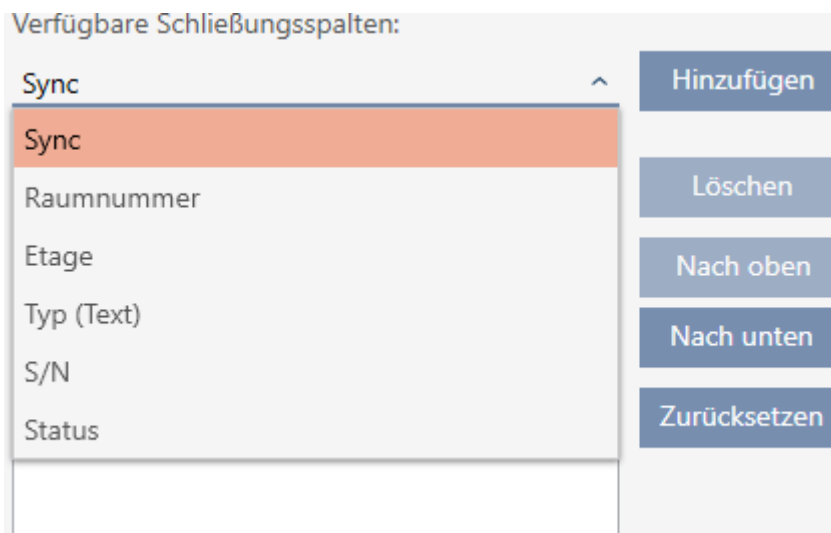 Verfügbare Schließungsspalten:
Sync
Hinzufügen
Sync
Raumnummer
Löschen
Etage
Nach oben
Typ (Text)
Nach unten
S/N
Status
Zurücksetzen